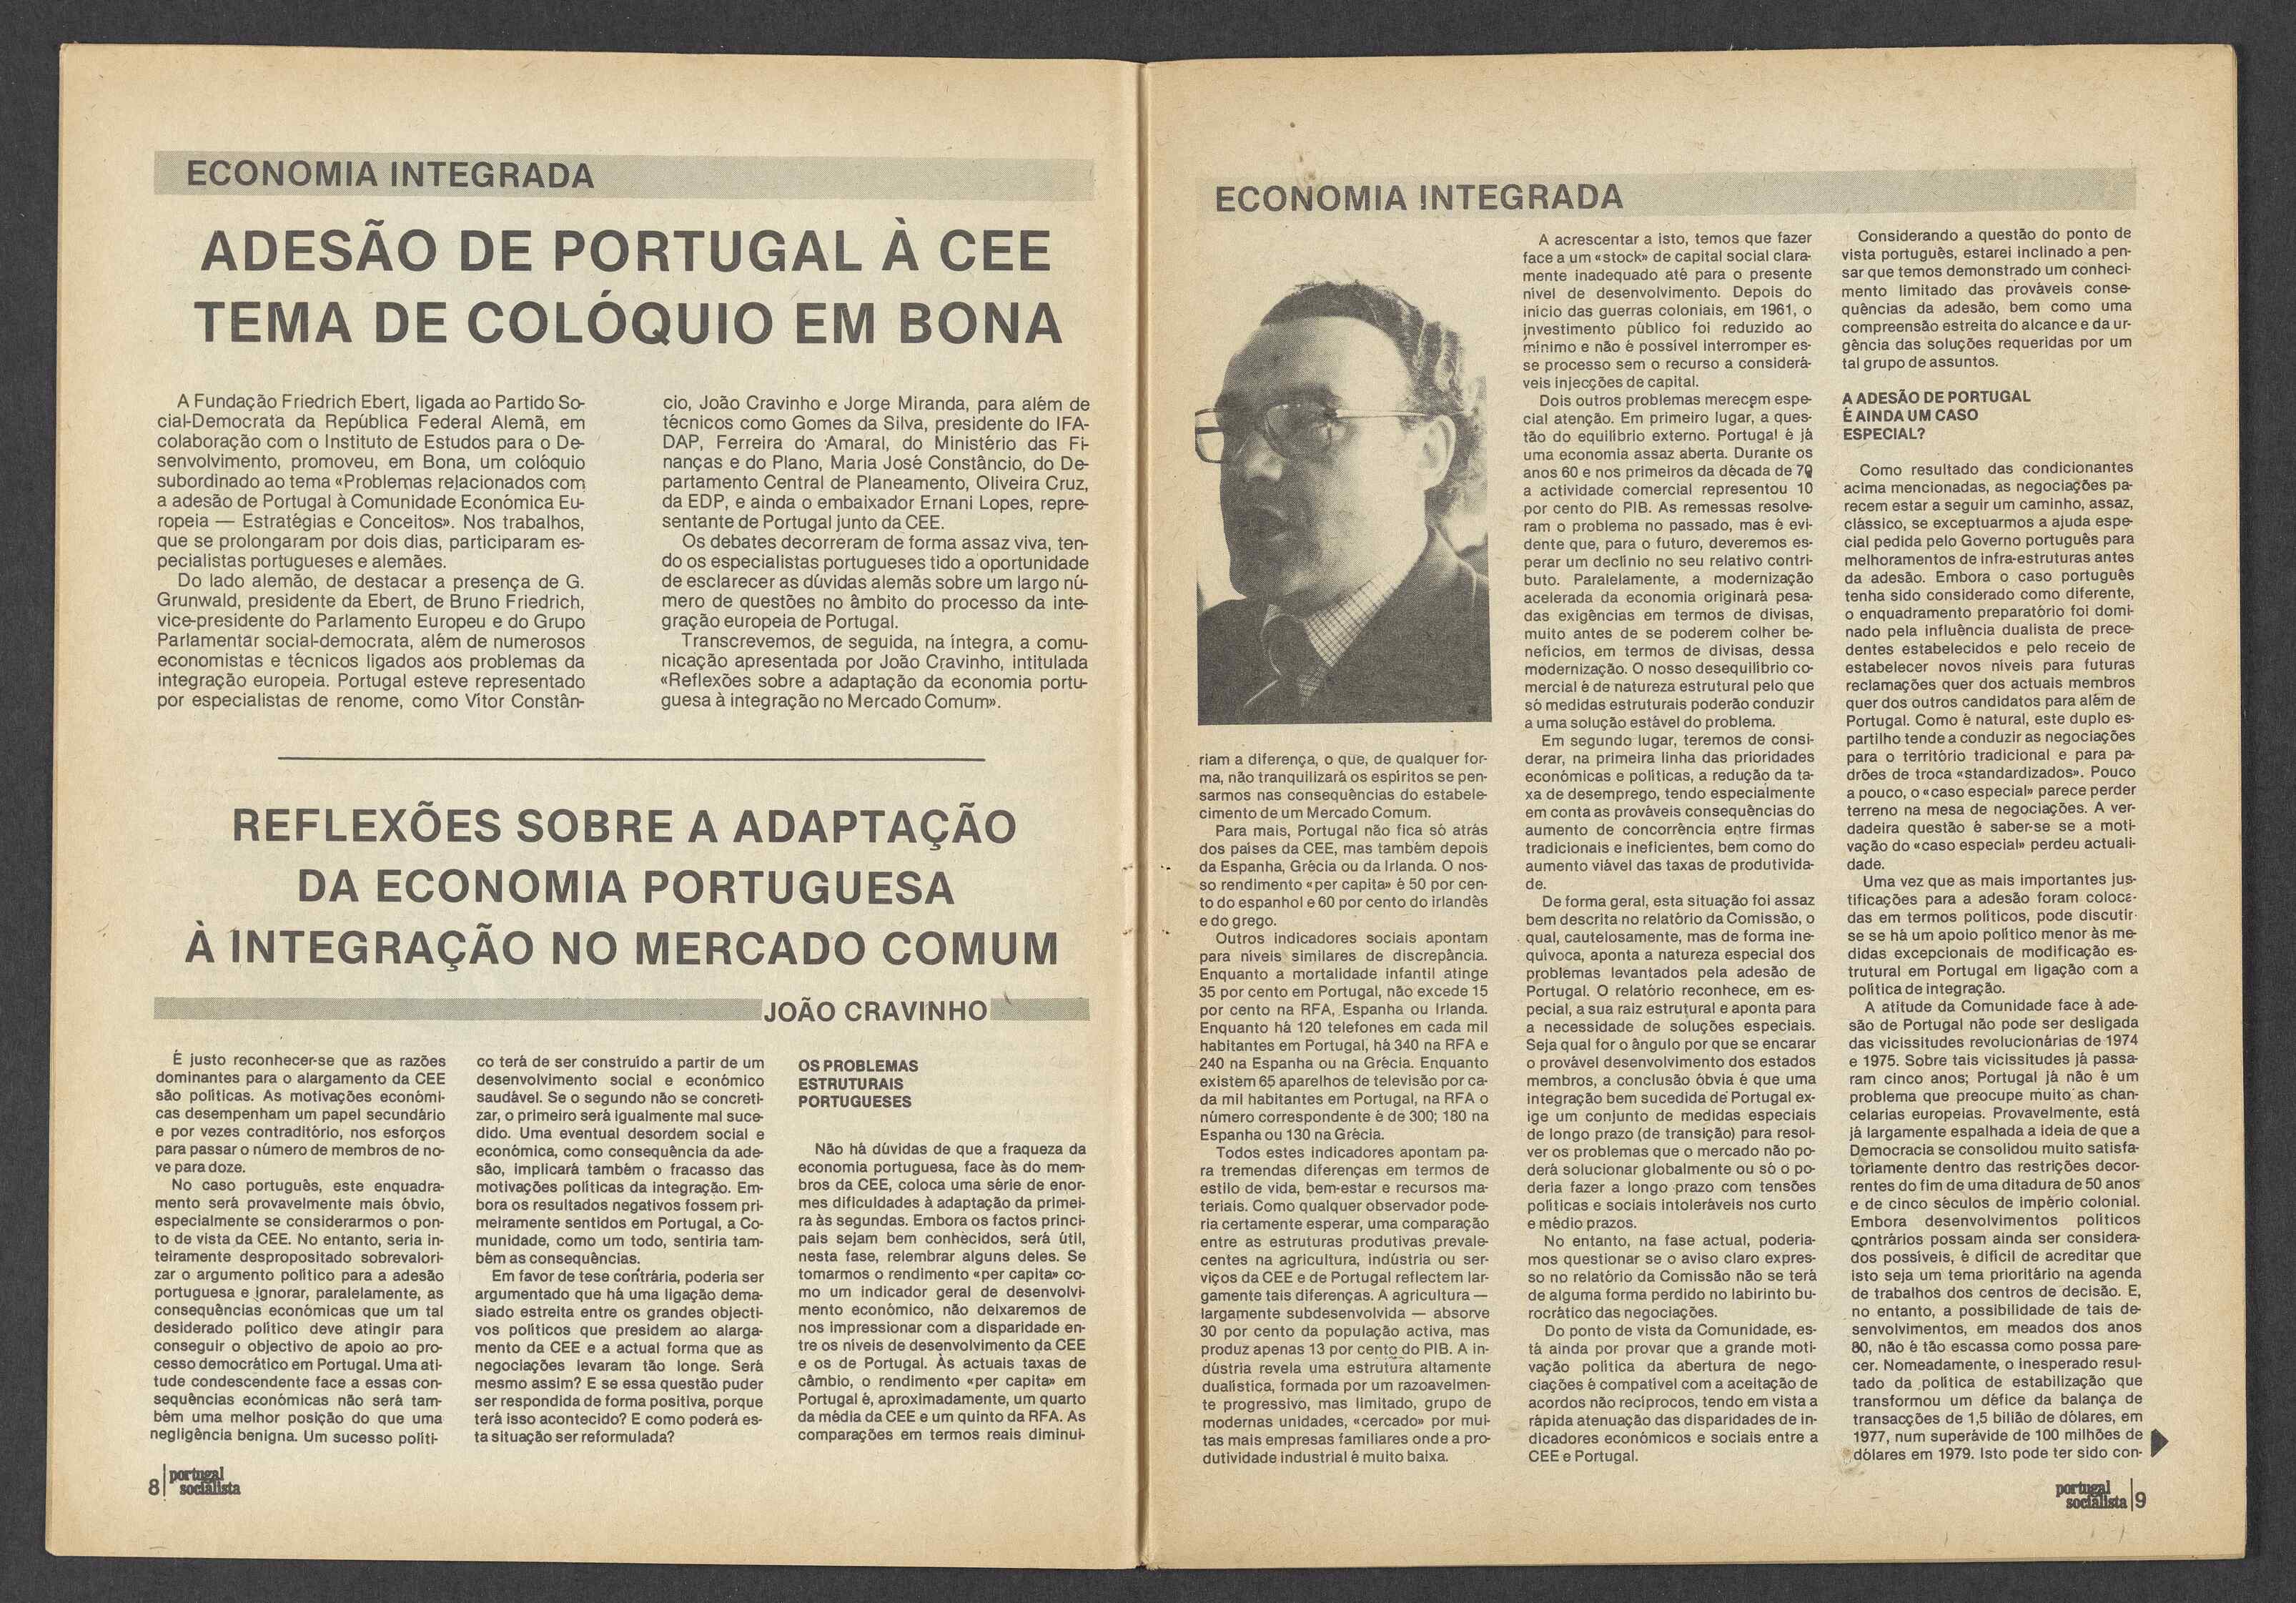 ECONOMIA INTEGRADA
ADESÃO DE PORTUGAL À CEE
TEMA DE COLÓQUIO EM BONA
A Fundação Friedrich Ebert, ligada ao Partido So-
cial-Democrata da República Federal Alemã, em
colaboração com o Instituto de Estudos para o De-
senvolvimento, promoveu, em Bona, um colóquio
subordinado ao tema «Problemas relacionados com
a adesão de Portugal à Comunidade Económica Eu-
ropeia — Estratégias e Conceitos». Nos trabalhos,
que se prolongaram por dois dias, participaram es-
pecialistas portugueses e alemães.
Do lado alemão, de destacar a presença de G.
Grunwald, presidente da Ebert, de Bruno Friedrich,
vice-presidente do Parlamento Europeu e do Grupo
Parlamentar social-democrata, além de numerosos
economistas e técnicos ligados aos problemas da
integração europeia. Portugal esteve representado
por especialistas de renome, como Vitor Constân-
cio, João Cravinho e Jorge Miranda, para além de
técnicos como Gomes da Silva, presidente do IFA-
DAP, Ferreira do Amaral, do Ministério das Fi-
nanças e do Plano, Maria José Constâncio, do De-
partamento Central de Planeamento, Oliveira Cruz,
da EDP, e ainda o embaixador Ernani Lopes, repre-
sentante de Portugal junto da CEE.
Os debates decorreram de forma assaz viva, ten-
do os especialistas portugueses tido a oportunidade
de esclarecer as dúvidas alemãs sobre um largo nú-
mero de questões no âmbito do processo da inte-
gração europeia de Portugal.
Transcrevemos, de seguida, na íntegra, a comu-
nicação apresentada por João Cravinho, intitulada
«Reflexões sobre a adaptação da economia portu-
guesa à integração no Mercado Comum».
REFLEXÕES SOBRE A ADAPTAÇÃO
DA ECONOMIA PORTUGUESA
À INTEGRAÇÃO NO MERCADO COMUM
JOÃO CRAVINHO
É justo reconhecer-se que as razões
dominantes para o alargamento da CEE
são políticas. As motivações económi-
cas desempenham um papel secundário
e por vezes contraditório, nos esforços
para passar o número de membros de no-
ve para doze.
No caso português, este enquadra-
mento será provavelmente mais óbvio,
especialmente se considerarmos o pon-
to de vista da CEE. No entanto, seria in-
teiramente despropositado sobrevalori-
zar o argumento político para a adesão
portuguesa e ignorar, paralelamente, as
consequências económicas que um tal
desiderado político deve atingir para
conseguir o objectivo de apoio ao pro-
cesso democrático em Portugal. Uma ati-
tude condescendente face a essas con-
sequências económicas não será tam-
bém uma melhor posição do que uma
negligência benigna. Um sucesso políti-
co terá de ser construído a partir de um
desenvolvimento social e económico
saudável. Se o segundo não se concreti-
zar, o primeiro será igualmente mal suce-
dido. Uma eventual desordem social e
económica, como consequência da ade-
são, implicará também o fracasso das
motivações políticas da integração. Em-
bora os resultados negativos fossem pri-
meiramente sentidos em Portugal, a Co-
munidade, como um todo, sentiria tam-
bém as consequências.
Em favor de tese contrária, poderia ser
argumentado que há uma ligação dema-
siado estreita entre os grandes objecti-
vos políticos que presidem ao alarga-
mento da CEE e a actual forma que as
negociações levaram tão longe. Será
mesmo assim? E se essa questão puder
ser respondida de forma positiva, porque
terá isso acontecido? E como poderá es-
ta situação ser reformulada?
OS PROBLEMAS
ESTRUTURAIS
PORTUGUESES
Não há dúvidas de que a fraqueza da
economia portuguesa, face às do mem-
bros da CEE, coloca uma série de enor-
mes dificuldades à adaptação da primei-
ra às segundas. Embora os factos princi-
pais sejam bem conhecidos, será útil,
nesta fase, relembrar alguns deles. Se
tomarmos o rendimento «per capita» co-
mo um indicador geral de desenvolvi-
mento económico, não deixaremos de
nos impressionar com a disparidade en-
tre os níveis de desenvolvimento da CEE
e os de Portugal. Às actuais taxas de
câmbio, o rendimento «per capita» em
Portugal é, aproximadamente, um quarto
da média da CEE e um quinto da RFA. As
comparações em termos reais diminui-
8 portugal
socialista
ECONOMIA INTEGRADA
riam a diferença, o que, de qualquer for-
ma, não tranquilizará os espíritos se pen-
sarmos nas consequências do estabele-
cimento de um Mercado Comum.
Para mais, Portugal não fica só atrás
dos países da CEE, mas também depois
da Espanha, Grécia ou da Irlanda. O nos-
so rendimento «per capita» é 50 por cen-
to do espanhol e 60 por cento do irlandês
e do grego.
Outros indicadores sociais apontam
para níveis similares de discrepância.
Enquanto a mortalidade infantil atinge
35 por cento em Portugal, não excede 15
por cento na RFA, Espanha ou Irlanda.
Enquanto há 120 telefones em cada mil
habitantes em Portugal, há 340 na RFA e
240 na Espanha ou na Grécia. Enquanto
existem 65 aparelhos de televisão por ca-
da mil habitantes em Portugal, na RFA o
número correspondente é de 300; 180 na
Espanha ou 130 na Grécia.
Todos estes indicadores apontam pa-
ra tremendas diferenças em termos de
estilo de vida, bem-estar e recursos ma-
teriais. Como qualquer observador pode-
ria certamente esperar, uma comparação
entre as estruturas produtivas prevale-
centes na agricultura, indústria ou ser-
viços da CEE e de Portugal reflectem lar-
gamente tais diferenças. A agricultura —
largamente subdesenvolvida — absorve
30 por cento da população activa, mas
produz apenas 13 por cento do PIB. A in-
dústria revela uma estrutura altamente
dualística, formada por um razoavelmen-
te progressivo, mas limitado, grupo de
modernas unidades, «cercado» por mui-
tas mais empresas familiares onde a pro-
dutividade industrial é muito baixa.
A acrescentar a isto, temos que fazer
face a um «stock» de capital social clara-
mente inadequado até para o presente
nível de desenvolvimento. Depois do
início das guerras coloniais, em 1961, o
investimento público foi reduzido ao
mínimo e não é possível interromper es-
se processo sem o recurso a considerá-
veis injecções de capital.
Dois outros problemas merecem espe-
cial atenção. Em primeiro lugar, a ques-
tão do equilíbrio externo. Portugal é já
uma economia assaz aberta. Durante os
anos 60 e nos primeiros da década de 70
a actividade comercial representou 10
por cento do PIB. As remessas resolve-
ram o problema no passado, mas é evi-
dente que, para o futuro, deveremos es-
perar um declínio no seu relativo contri-
buto. Paralelamente, a modernização
acelerada da economia originará pesa-
das exigências em termos de divisas,
muito antes de se poderem colher be-
nefícios, em termos de divisas, dessa
modernização. O nosso desequilíbrio co-
mercial é de natureza estrutural pelo que
só medidas estruturais poderão conduzir
a uma solução estável do problema.
Em segundo lugar, teremos de consi-
derar, na primeira linha das prioridades
económicas e políticas, a redução da ta-
xa de desemprego, tendo especialmente
em conta as prováveis consequências do
aumento de concorrência entre firmas
tradicionais e ineficientes, bem como do
aumento viável das taxas de produtivida-
de.
De forma geral, esta situação foi assaz
bem descrita no relatório da Comissão, o
qual, cautelosamente, mas de forma ine-
quívoca, aponta a natureza especial dos
problemas levantados pela adesão de
Portugal. O relatório reconhece, em es-
pecial, a sua raiz estrutural e aponta para
a necessidade de soluções especiais.
Seja qual for o ângulo por que se encarar
o provável desenvolvimento dos estados
membros, a conclusão óbvia é que uma
integração bem sucedida de Portugal ex-
ige um conjunto de medidas especiais
de longo prazo (de transição) para resol-
ver os problemas que o mercado não po-
derá solucionar globalmente ou só o po-
deria fazer a longo prazo com tensões
políticas e sociais intoleráveis nos curto
e médio prazos.
No entanto, na fase actual, poderia-
mos questionar se o aviso claro expres-
so no relatório da Comissão não se terá
de alguma forma perdido no labirinto bu-
rocrático das negociações.
Do ponto de vista da Comunidade, es-
tá ainda por provar que a grande moti-
vação política da abertura de nego-
ciações é compatível com a aceitação de
acordos não recíprocos, tendo em vista a
rápida atenuação das disparidades de in-
dicadores económicos e sociais entre a
CEE e Portugal.
Considerando a questão do ponto de
vista português, estarei inclinado a pen-
sar que temos demonstrado um conheci-
mento limitado das prováveis conse-
quências da adesão, bem como uma
compreensão estreita do alcance e da ur-
gência das soluções requeridas por um
tal grupo de assuntos.
A ADESÃO DE PORTUGAL
É AINDA UM CASO
ESPECIAL?
Como resultado das condicionantes
acima mencionadas, as negociações pa-
recem estar a seguir um caminho, assaz,
clássico, se exceptuarmos a ajuda espe-
cial pedida pelo Governo português para
melhoramentos de infra-estruturas antes
da adesão. Embora o caso português
tenha sido considerado como diferente,
o enquadramento preparatório foi domi-
nado pela influência dualista de prece-
dentes estabelecidos e pelo receio de
estabelecer novos níveis para futuras
reclamações quer dos actuais membros
quer dos outros candidatos para além de
Portugal. Como é natural, este duplo es-
partilho tende a conduzir as negociações
para o território tradicional e para pa-
drões de troca «standardizados». Pouco
a pouco, o «caso especial» parece perder
terreno na mesa de negociações. A ver-
dadeira questão é saber-se se a moti-
vação do «caso especial» perdeu actuali-
dade.
Uma vez que as mais importantes jus-
tificações para a adesão foram coloca-
das em termos políticos, pode discutir-
se se há um apoio político menor às me-
didas excepcionais de modificação es-
trutural em Portugal em ligação com a
política de integração.
A atitude da Comunidade face à ade-
são de Portugal não pode ser desligada
das vicissitudes revolucionárias de 1974
e 1975. Sobre tais vicissitudes já passa-
ram cinco anos; Portugal já não é um
problema que preocupe muito as chan-
celarias europeias. Provavelmente, está
já largamente espalhada a ideia de que a
Democracia se consolidou muito satisfa-
toriamente dentro das restrições decor-
rentes do fim de uma ditadura de 50 anos
e de cinco séculos de império colonial.
Embora desenvolvimentos políticos
contrários possam ainda ser considera-
dos possíveis, é difícil de acreditar que
isto seja um tema prioritário na agenda
de trabalhos dos centros de decisão. E,
no entanto, a possibilidade de tais de-
senvolvimentos, em meados dos anos
80, não é tão escassa como possa pare-
cer. Nomeadamente, o inesperado resul-
tado da política de estabilização que
transformou um défice da balança de
transacções de 1,5 bilião de dólares, em
1977, num superávide de 100 milhões de
dólares em 1979. Isto pode ter sido con-
portugal
socialista 9